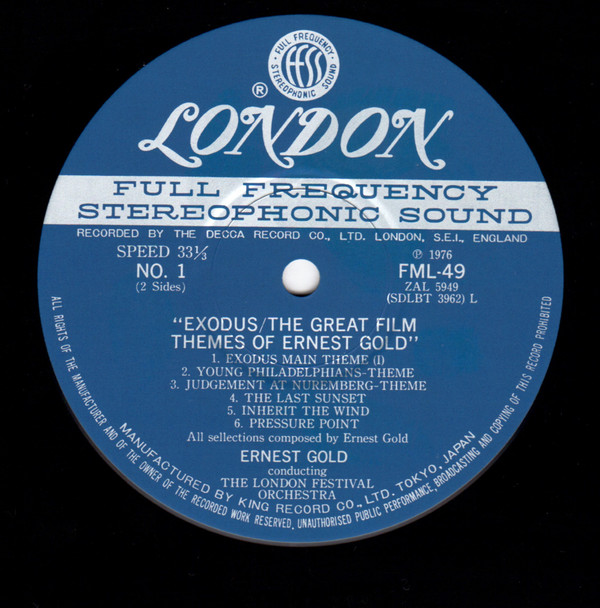 FULL FREQUENCY
ffss
STEREOPHONIC SOUND
®
LONDON
FULL FREQUENCY
STEREOPHONIC SOUND
RECORDED BY THE DECCA RECORD CO., LTD. LONDON, S.E.I., ENGLAND
SPEED 33⅓
NO. 1
(2 Sides)
℗ 1976
FML-49
ZAL 5949
(SDLBT 3962) L
"EXODUS/THE GREAT FILM
THEMES OF ERNEST GOLD"
1. EXODUS MAIN THEME (I)
2. YOUNG PHILADELPHIANS-THEME
3. JUDGEMENT AT NUREMBERG-THEME
4. THE LAST SUNSET
5. INHERIT THE WIND
6. PRESSURE POINT
All sellections composed by Ernest Gold
ERNEST GOLD
conducting
THE LONDON FESTIVAL
ORCHESTRA
MANUFACTURED BY KING RECORD CO., LTD. TOKYO, JAPAN
ALL RIGHTS OF THE MANUFACTURER AND OF THE OWNER OF THE RECORDED WORK RESERVED. UNAUTHORISED PUBLIC PERFORMANCE, BROADCASTING AND COPYING OF THIS RECORD PROHIBITED